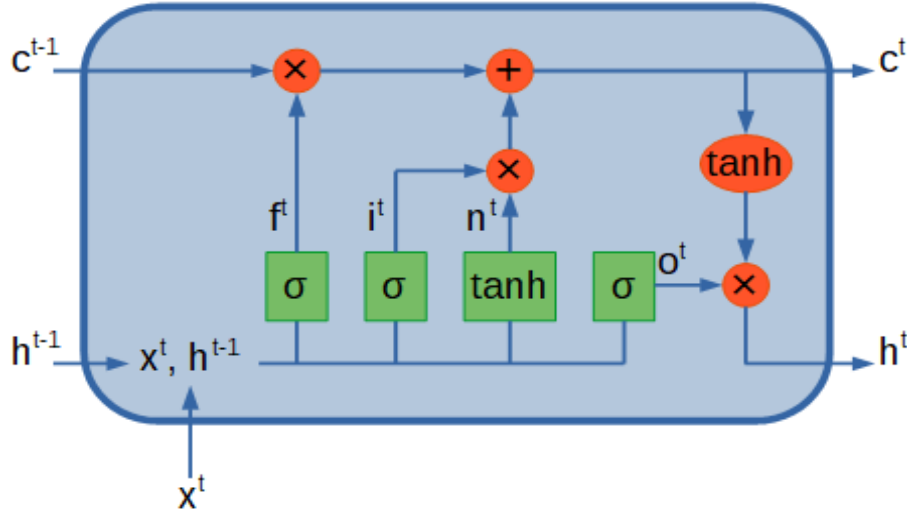 c^t-1 × + c^t
tanh
×
f^t i^t n^t
σ σ tanh σ o^t ×
h^t-1 x^t, h^t-1 h^t
x^t